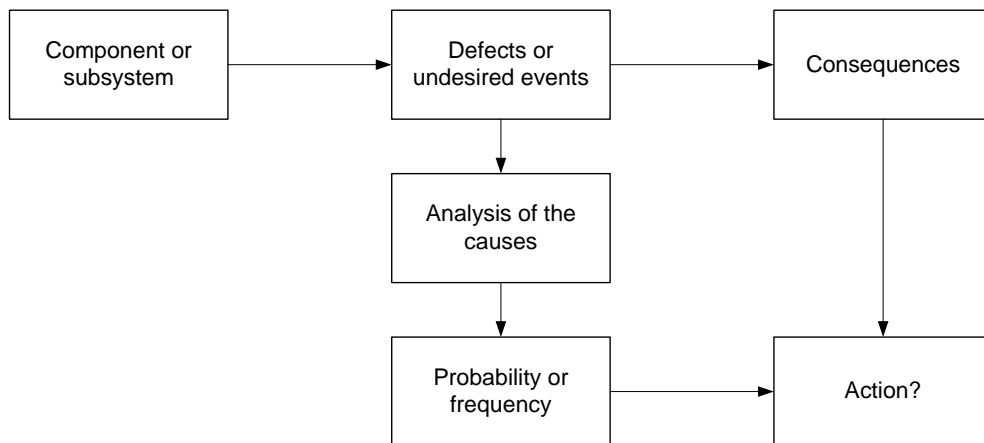 Component or
subsystem
Defects or
undesired events
Consequences
Analysis of the
causes
Probability or
frequency
Action?